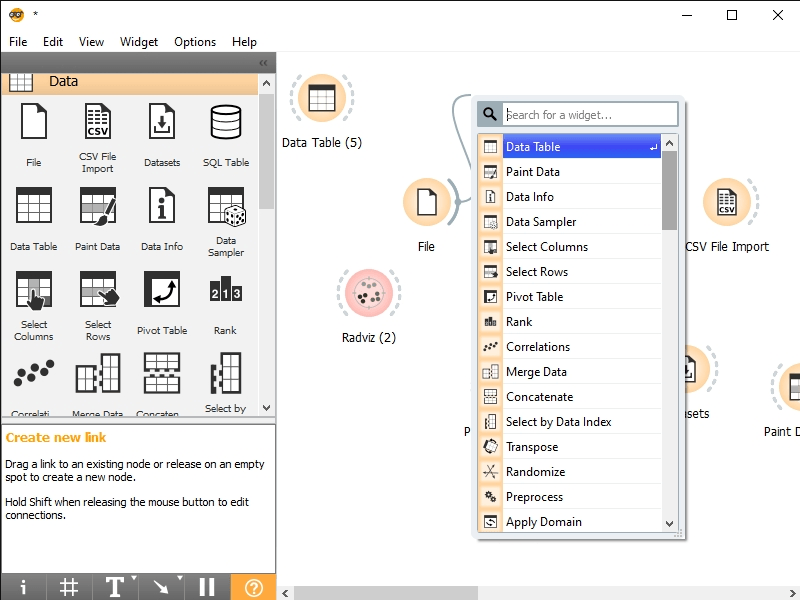 *
File Edit View Widget Options Help
Data
File
CSV File Import
Datasets
SQL Table
Data Table
Paint Data
Data Info
Data Sampler
Select Columns
Select Rows
Pivot Table
Rank
Correlati
Merge Data
Concaten
Select by
Create new link
Drag a link to an existing node or release on an empty
spot to create a new node.
Hold Shift when releasing the mouse button to edit
connections.
Data Table (5)
File
Radviz (2)
CSV File Import
P
asets
Paint D
Search for a widget...
Data Table
Paint Data
Data Info
Data Sampler
Select Columns
Select Rows
Pivot Table
Rank
Correlations
Merge Data
Concatenate
Select by Data Index
Transpose
Randomize
Preprocess
Apply Domain